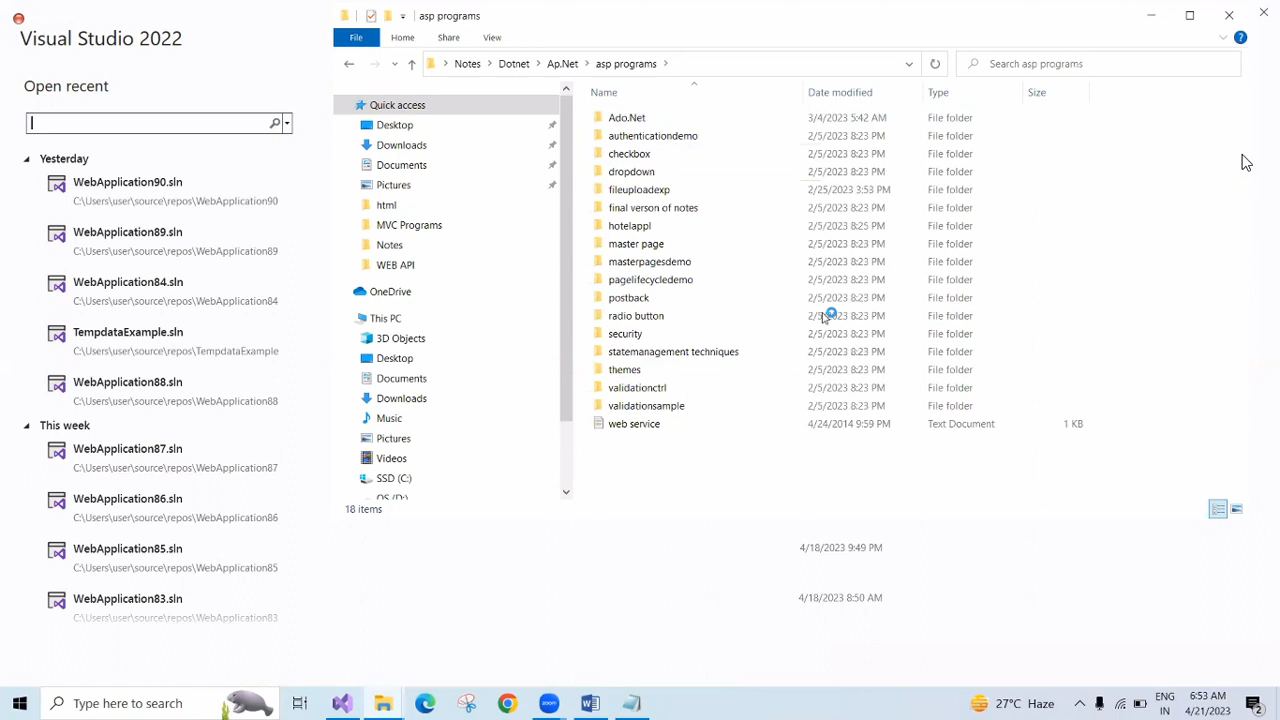 Visual Studio 2022
Open recent
Yesterday
WebApplication90.sln
C:\Users\user\source\repos\WebApplication90
WebApplication89.sln
C:\Users\user\source\repos\WebApplication89
WebApplication84.sln
C:\Users\user\source\repos\WebApplication84
TempdataExample.sln
C:\Users\user\source\repos\TempdataExample
WebApplication88.sln
C:\Users\user\source\repos\WebApplication88
This week
WebApplication87.sln
C:\Users\user\source\repos\WebApplication87
WebApplication86.sln
C:\Users\user\source\repos\WebApplication86
WebApplication85.sln
C:\Users\user\source\repos\WebApplication85
WebApplication83.sln
C:\Users\user\source\repos\WebApplication83
asp programs
File Home Share View
Notes Dotnet Ap.Net asp programs Search asp programs
Quick access
Desktop
Downloads
Documents
Pictures
html
MVC Programs
Notes
WEB API
OneDrive
This PC
3D Objects
Desktop
Documents
Downloads
Music
Pictures
Videos
SSD (C:)
OS (D:)
Name Date modified Type Size
Ado.Net 3/4/2023 5:42 AM File folder
authenticationdemo 2/5/2023 8:23 PM File folder
checkbox 2/5/2023 8:23 PM File folder
dropdown 2/5/2023 8:23 PM File folder
fileuploadexp 2/25/2023 3:53 PM File folder
final verson of notes 2/5/2023 8:23 PM File folder
hotelappl 2/5/2023 8:25 PM File folder
master page 2/5/2023 8:23 PM File folder
masterpagesdemo 2/5/2023 8:23 PM File folder
pagelifecycledemo 2/5/2023 8:23 PM File folder
postback 2/5/2023 8:23 PM File folder
radio button 2/5/2023 8:23 PM File folder
security 2/5/2023 8:23 PM File folder
statemanagement techniques 2/5/2023 8:23 PM File folder
themes 2/5/2023 8:23 PM File folder
validationctrl 2/5/2023 8:23 PM File folder
validationsample 2/5/2023 8:23 PM File folder
web service 4/24/2014 9:59 PM Text Document 1 KB
18 items
4/18/2023 9:49 PM
4/18/2023 8:50 AM
Type here to search
27°C Haze
ENG
IN
6:53 AM
4/21/2023
2